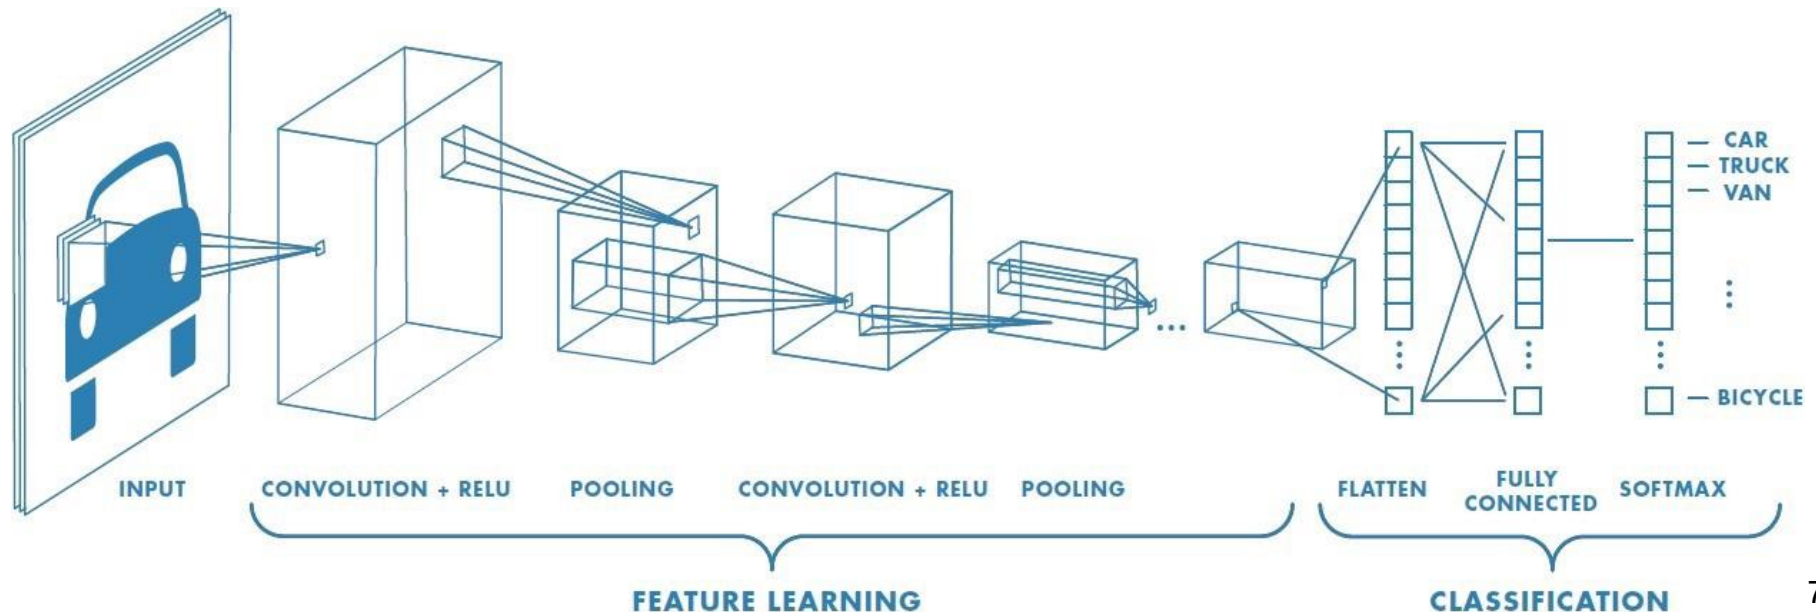 CAR
TRUCK
VAN
BICYCLE
INPUT
CONVOLUTION + RELU
POOLING
CONVOLUTION + RELU
POOLING
FLATTEN
FULLY
CONNECTED
SOFTMAX
FEATURE LEARNING
CLASSIFICATION